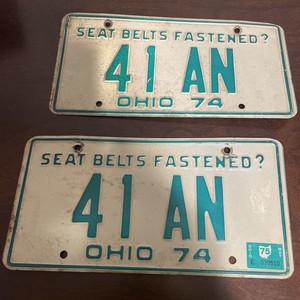 SEAT BELTS FASTENED?
41 AN
OHIO 74
SEAT BELTS FASTENED?
41 AN
OHIO 74
75